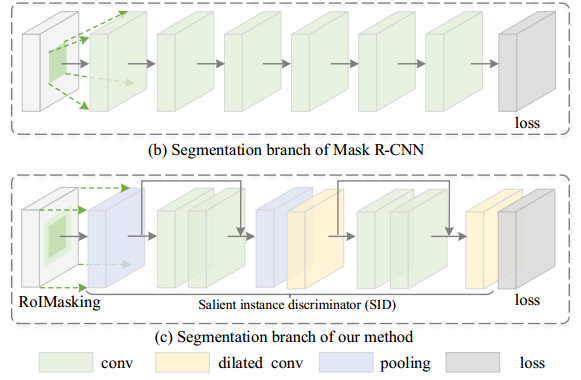 loss
(b) Segmentation branch of Mask R-CNN
RoIMasking
Salient instance discriminator (SID)
loss
(c) Segmentation branch of our method
conv
dilated conv
pooling
loss